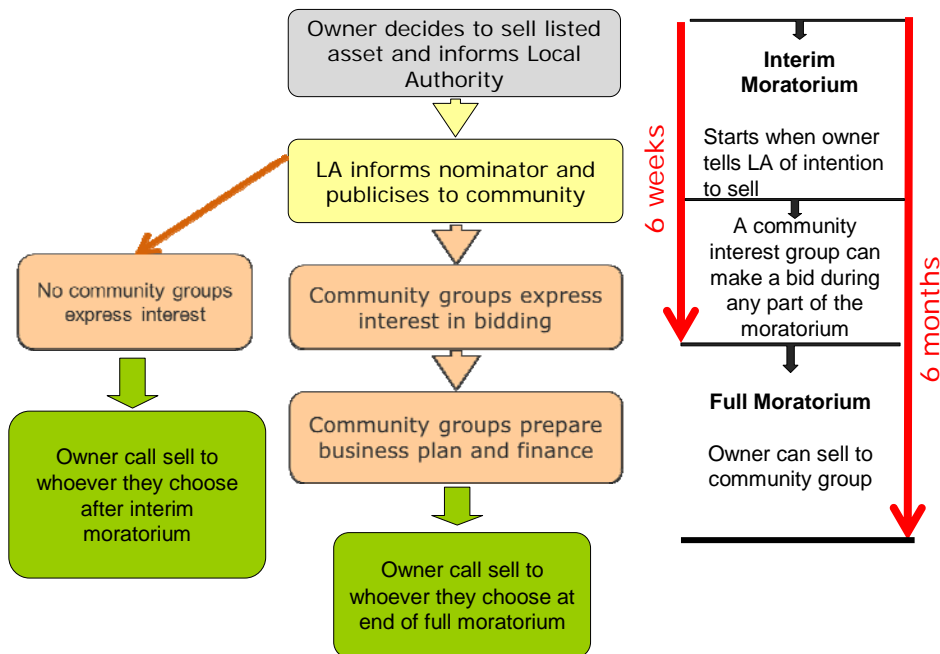 Owner decides to sell listed
asset and informs Local
Authority
LA informs nominator and
publicises to community
No community groups
express interest
Community groups express
interest in bidding
Community groups prepare
business plan and finance
Owner call sell to
whoever they choose
after interim
moratorium
Owner call sell to
whoever they choose at
end of full moratorium
6 weeks
Interim
Moratorium
Starts when owner
tells LA of intention
to sell
A community
interest group can
make a bid during
any part of the
moratorium
Full Moratorium
Owner can sell to
community group
6 months